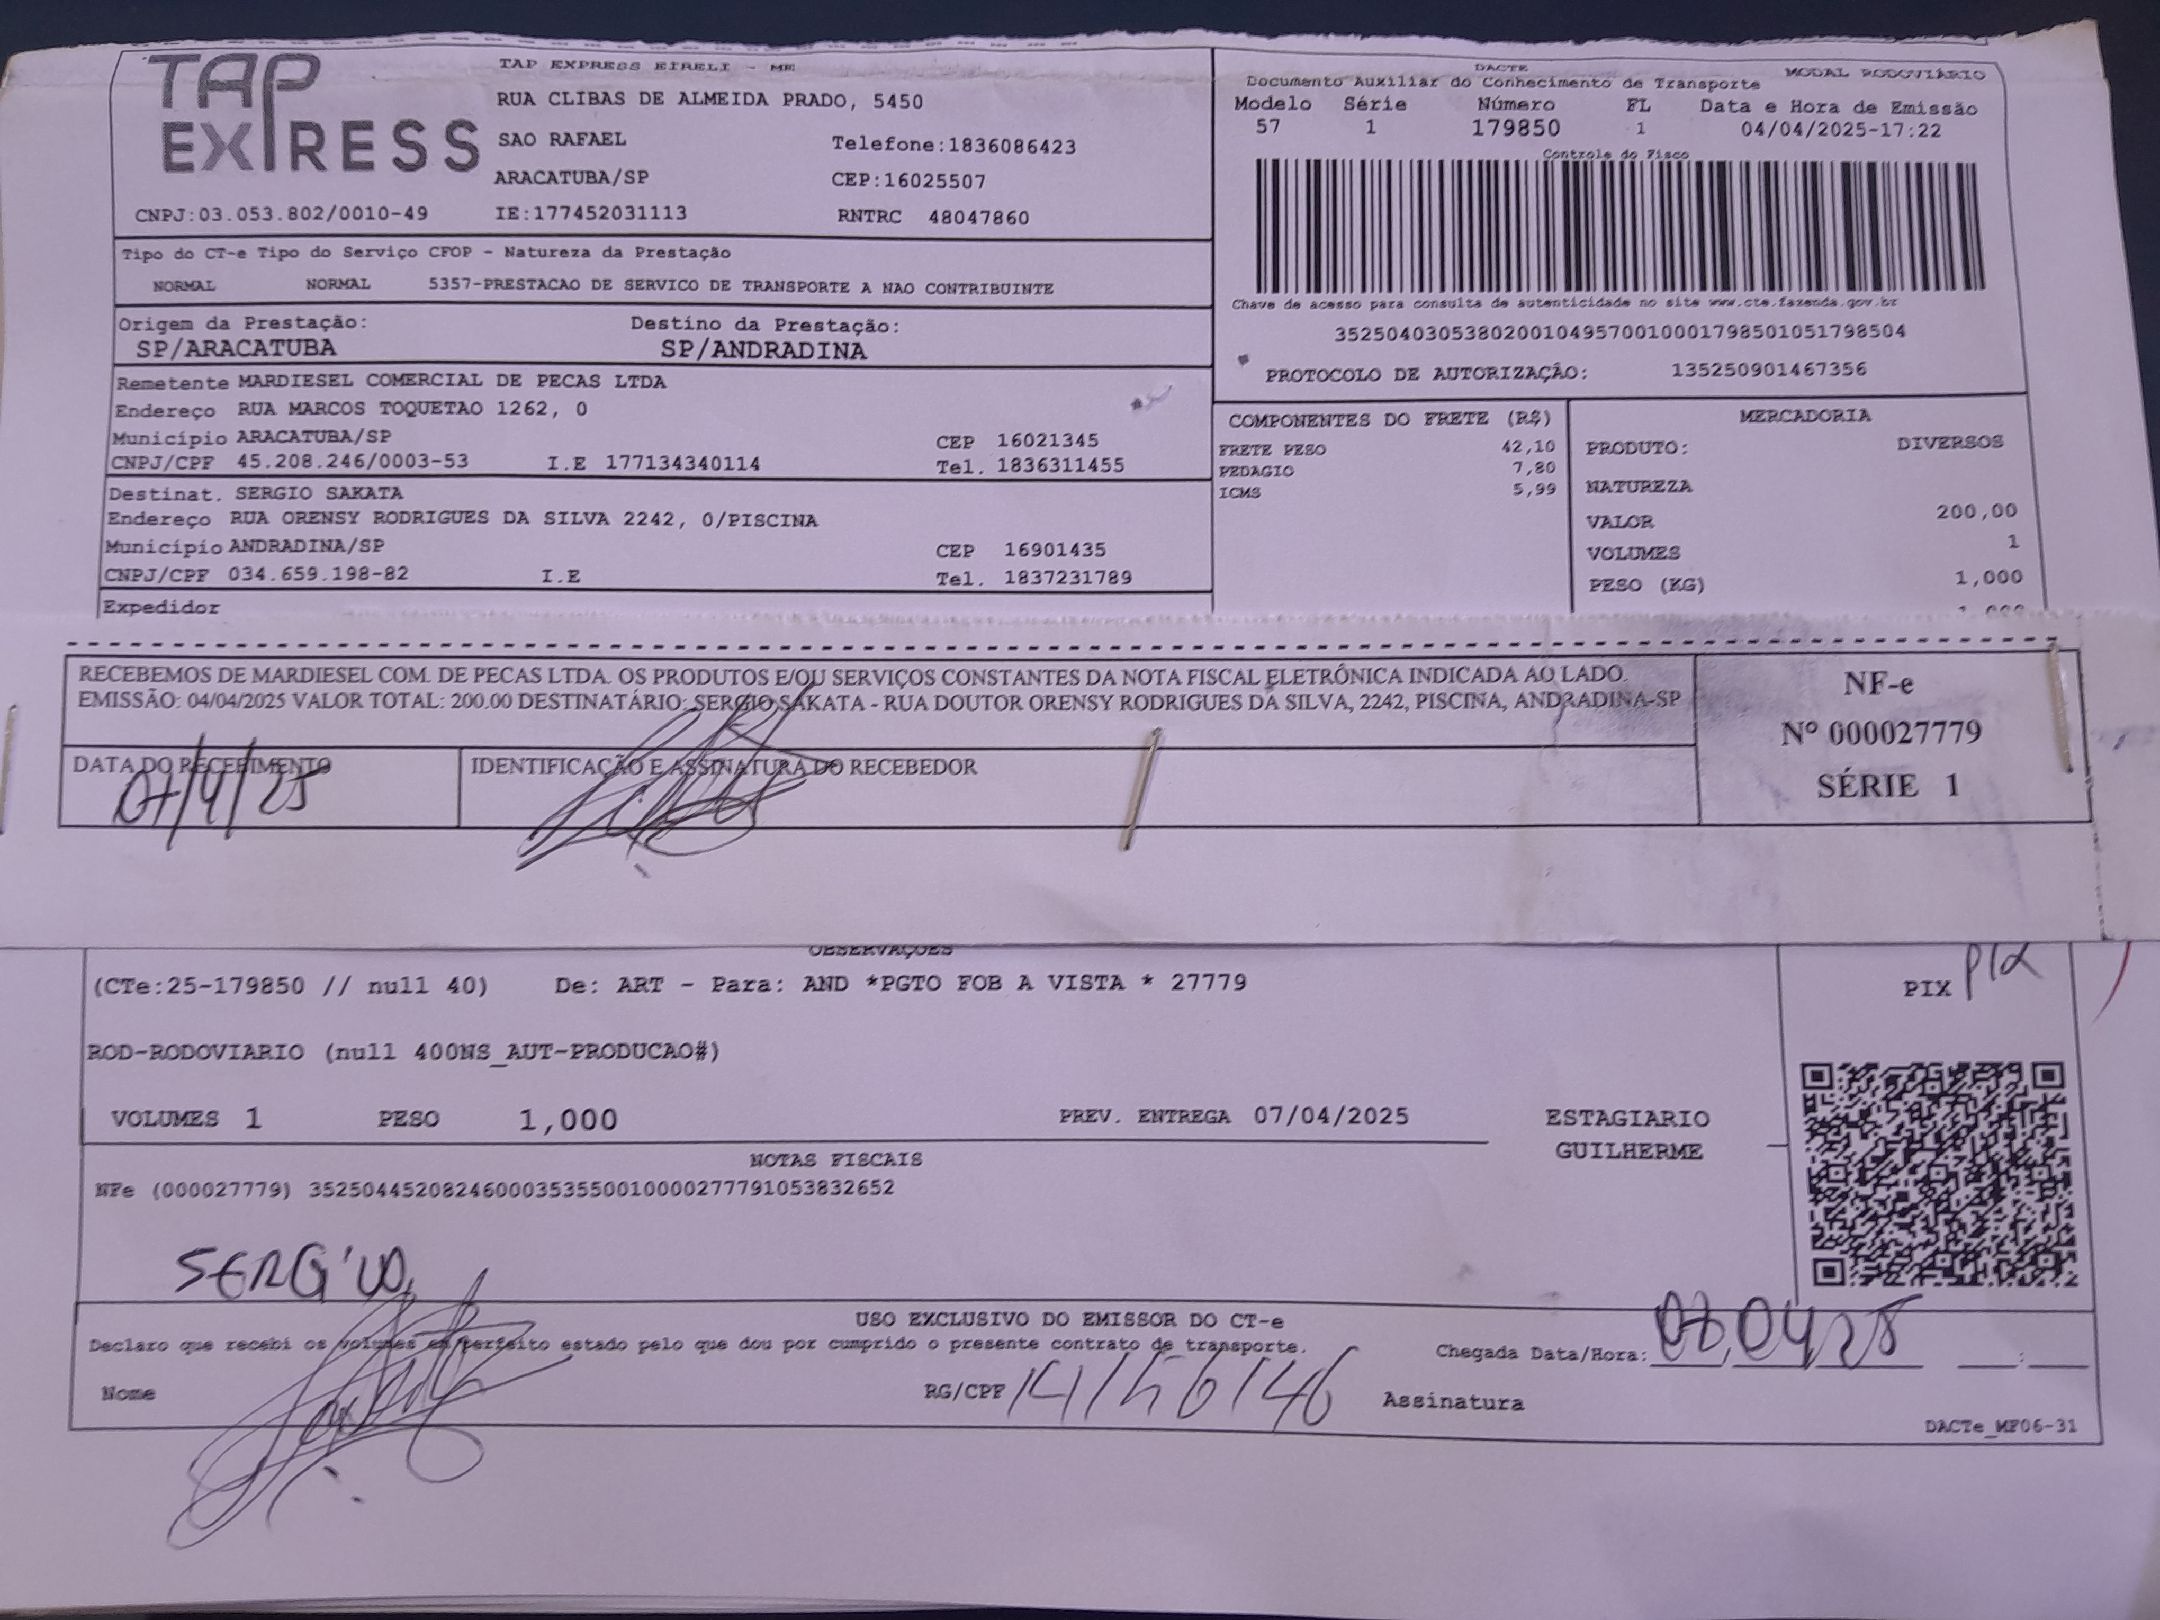 TAP
EXPRESS
TAP EXPRESS EIRELI - ME
RUA CLIBAS DE ALMEIDA PRADO, 5450
SAO RAFAEL Telefone:1836086423
ARACATUBA/SP CEP:16025507
CNPJ:03.053.802/0010-49 IE:177452031113 RNTRC 48047860
DACTE MODAL RODOVIÁRIO
Documento Auxiliar do Conhecimento de Transporte
Modelo Série Número FL Data e Hora de Emissão
57 1 179850 1 04/04/2025-17:22
Controle do Fisco
Chave de acesso para consulta de autenticidade no site www.cte.fazenda.gov.br
35250403053802001049570010001798501051798504
PROTOCOLO DE AUTORIZAÇÃO: 135250901467356
Tipo do CT-e Tipo do Serviço CFOP - Natureza da Prestação
NORMAL NORMAL 5357-PRESTACAO DE SERVICO DE TRANSPORTE A NAO CONTRIBUINTE
Origem da Prestação: Destino da Prestação:
SP/ARACATUBA SP/ANDRADINA
Remetente MARDIESEL COMERCIAL DE PECAS LTDA
Endereço RUA MARCOS TOQUETAO 1262, 0
Município ARACATUBA/SP CEP 16021345
CNPJ/CPF 45.208.246/0003-53 I.E 177134340114 Tel. 1836311455
Destinat. SERGIO SAKATA
Endereço RUA ORENSY RODRIGUES DA SILVA 2242, 0/PISCINA
Município ANDRADINA/SP CEP 16901435
CNPJ/CPF 034.659.198-82 I.E Tel. 1837231789
Expedidor
COMPONENTES DO FRETE (R$)
FRETE PESO 42,10
PEDAGIO 7,80
ICMS 5,99
MERCADORIA
PRODUTO: DIVERSOS
NATUREZA
VALOR 200,00
VOLUMES 1
PESO (KG) 1,000
RECEBEMOS DE MARDIESEL COM. DE PECAS LTDA. OS PRODUTOS E/OU SERVIÇOS CONSTANTES DA NOTA FISCAL ELETRÔNICA INDICADA AO LADO.
EMISSÃO: 04/04/2025 VALOR TOTAL: 200.00 DESTINATÁRIO: SERGIO SAKATA - RUA DOUTOR ORENSY RODRIGUES DA SILVA, 2242, PISCINA, ANDRADINA-SP
DATA DO RECEBIMENTO IDENTIFICAÇÃO E ASSINATURA DO RECEBEDOR
07/4/25
NF-e
Nº 000027779
SÉRIE 1
OBSERVAÇÕES
(CTe:25-179850 // null 40) De: ART - Para: AND *PGTO FOB A VISTA * 27779
PIX PIX
ROD-RODOVIARIO (null 400NS_AUT-PRODUCAO#)
VOLUMES 1 PESO 1,000 PREV. ENTREGA 07/04/2025 ESTAGIARIO
GUILHERME
NOTAS FISCAIS
NFe (000027779) 35250445208246000353550010000277791053832652
SERGIO
USO EXCLUSIVO DO EMISSOR DO CT-e
Declaro que recebi os volumes em perfeito estado pelo que dou por cumprido o presente contrato de transporte.
Chegada Data/Hora: 07 04 25 :
Nome RG/CPF Assinatura
DACTe_MF06-31